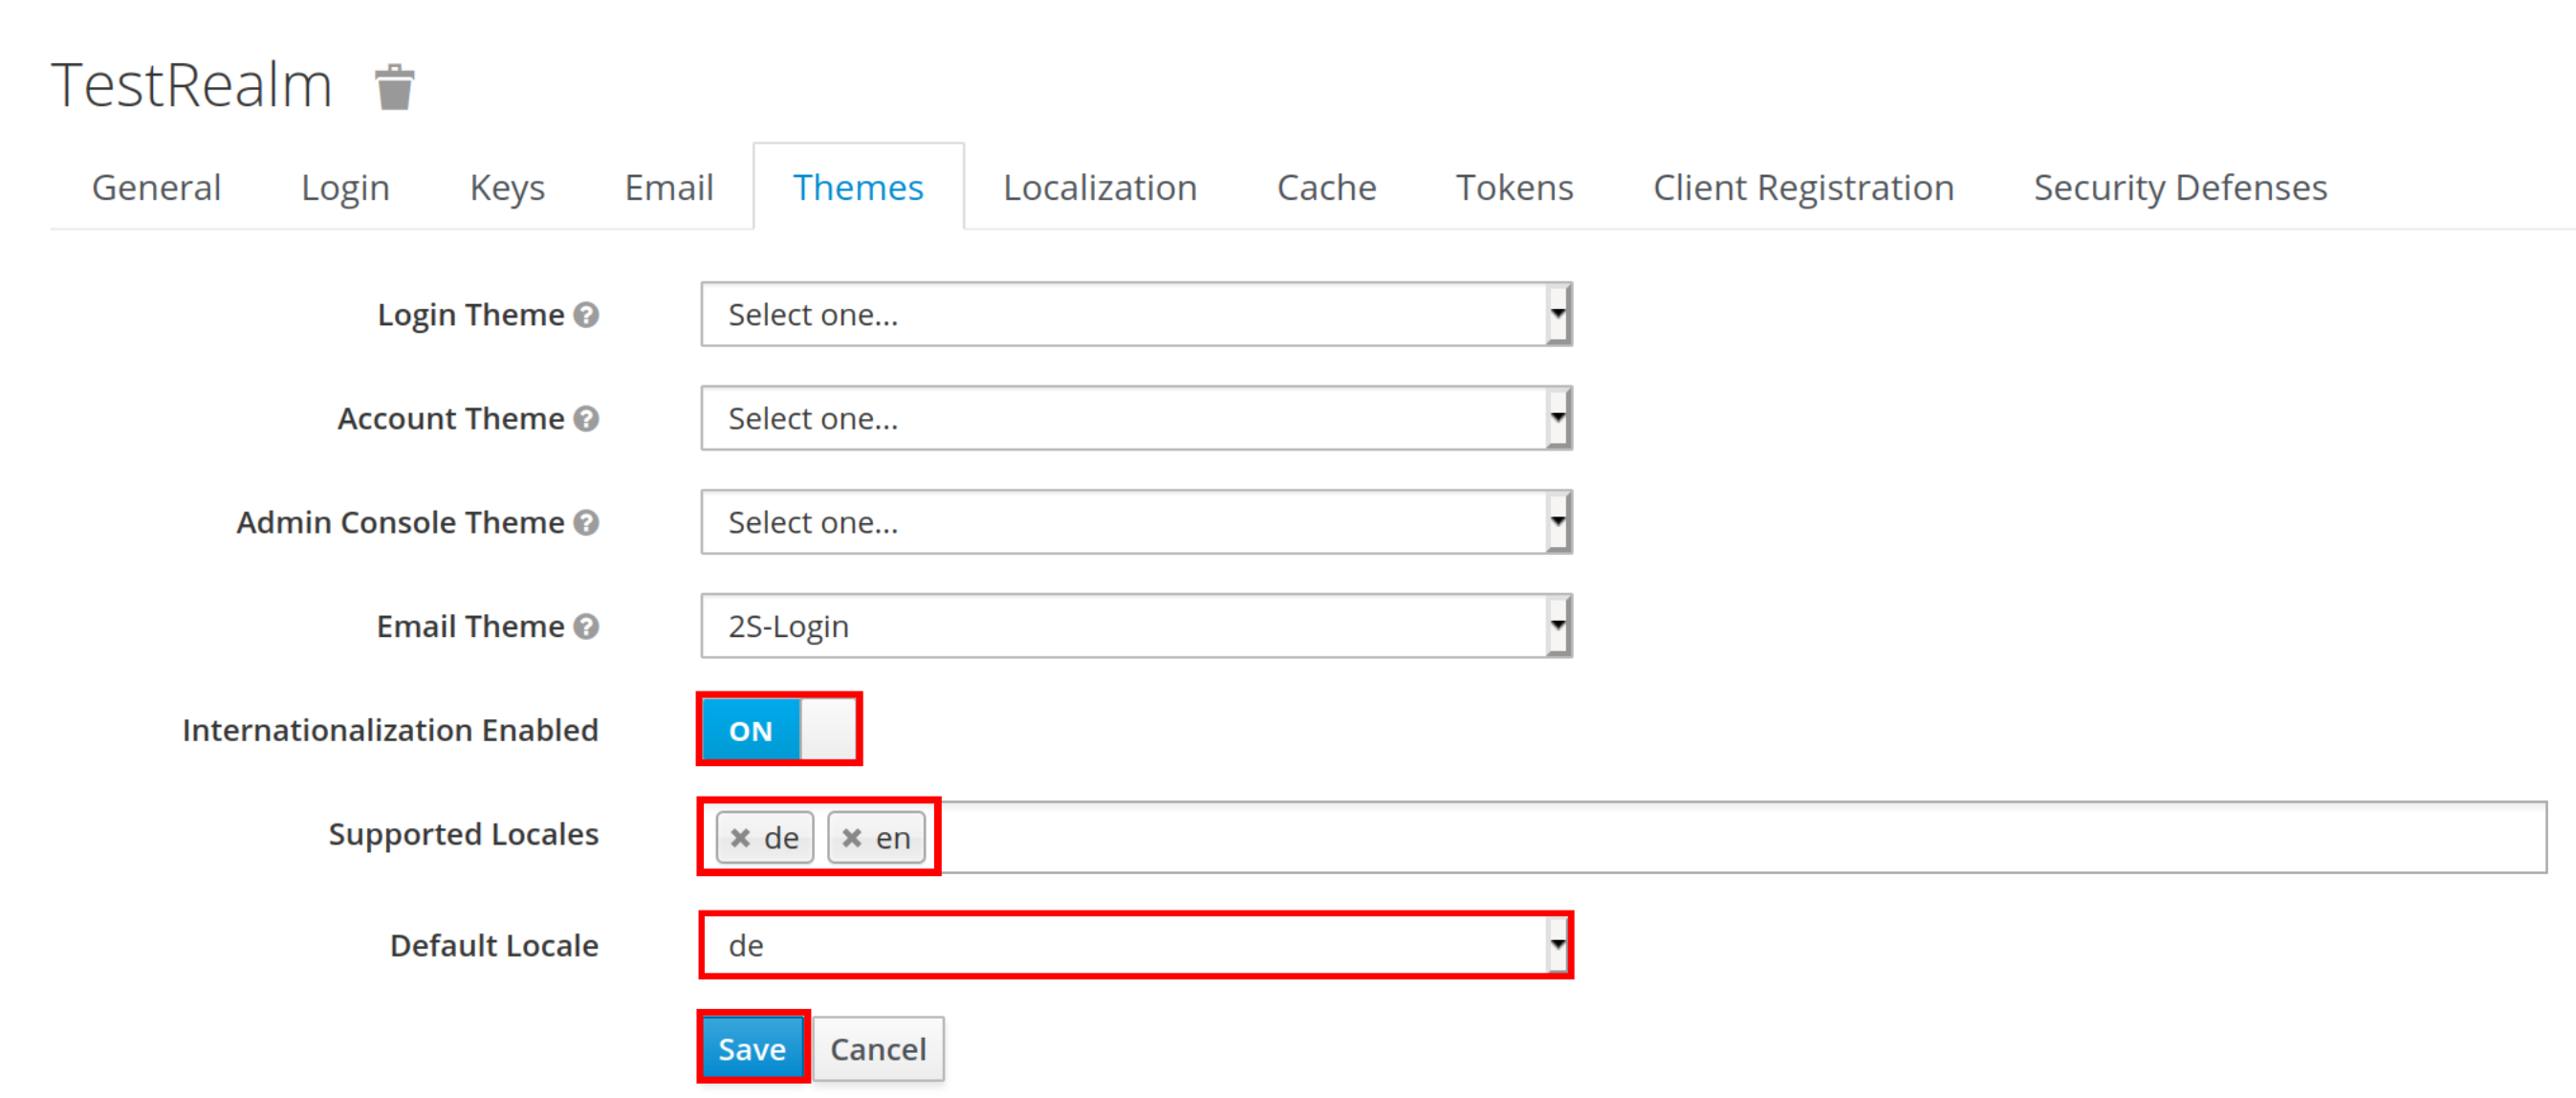 TestRealm
General Login Keys Email Themes Localization Cache Tokens Client Registration Security Defenses
Login Theme Select one...
Account Theme Select one...
Admin Console Theme Select one...
Email Theme 2S-Login
Internationalization Enabled ON
Supported Locales de en
Default Locale de
Save Cancel